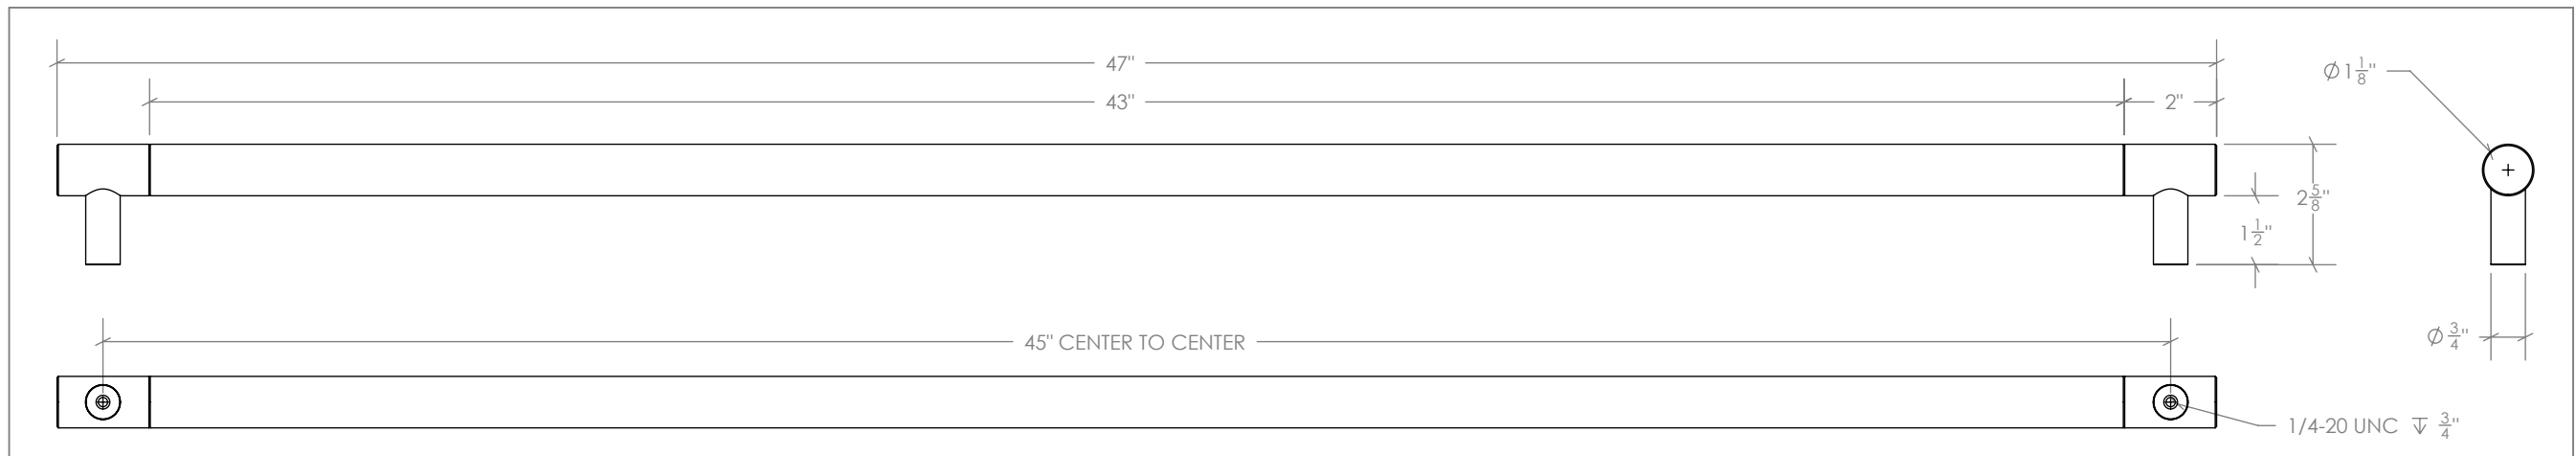 47"
Ø1 1/8"
43"
2"
2 5/8"
1 1/2"
Ø 3/4"
45" CENTER TO CENTER
1/4-20 UNC ↧ 3/4"